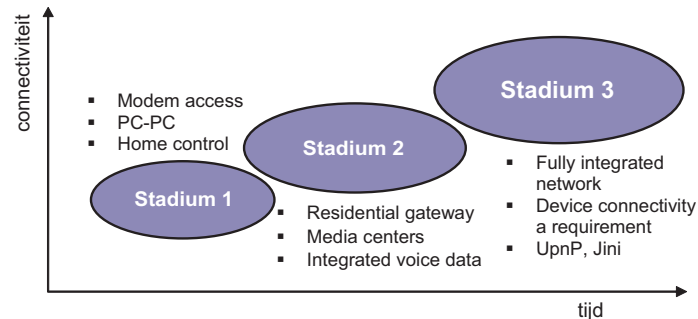 connectiviteit
▪ Modem access
▪ PC-PC
▪ Home control
Stadium 1
Stadium 2
▪ Residential gateway
▪ Media centers
▪ Integrated voice data
Stadium 3
▪ Fully integrated
network
▪ Device connectivity
a requirement
▪ UpnP, Jini
tijd